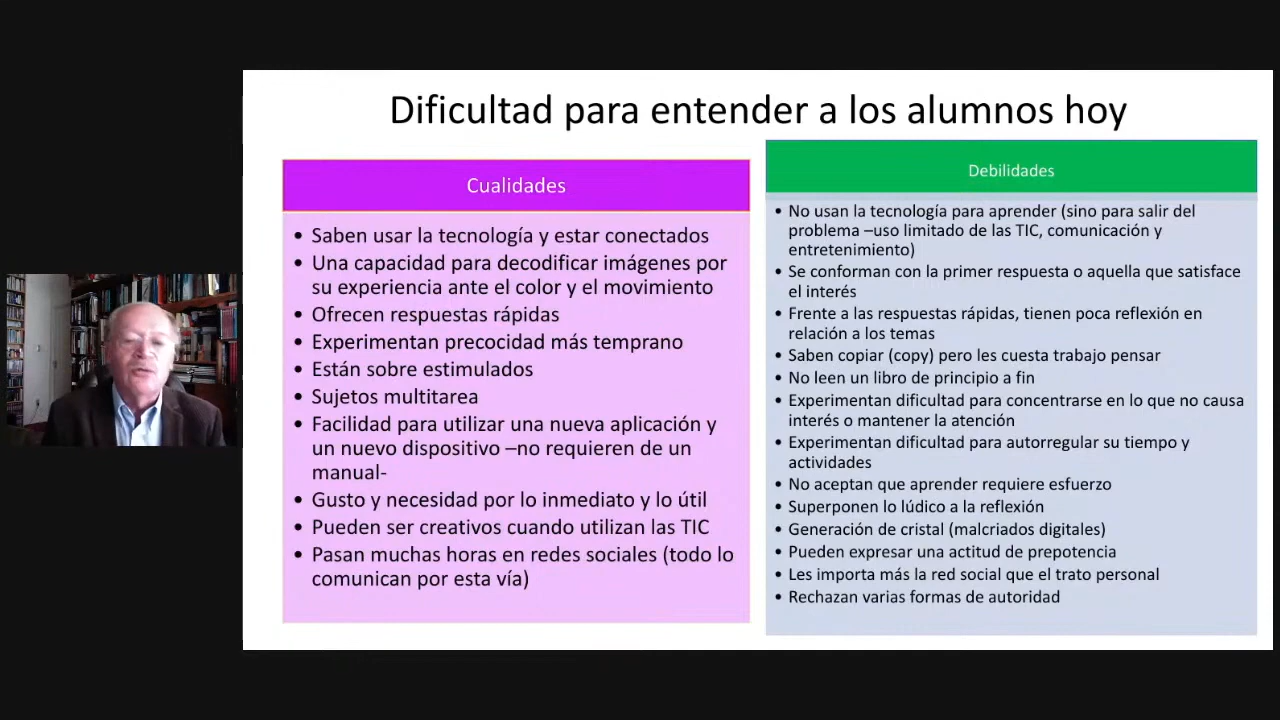 Dificultad para entender a los alumnos hoy
Cualidades
• Saben usar la tecnología y estar conectados
• Una capacidad para decodificar imágenes por
su experiencia ante el color y el movimiento
• Ofrecen respuestas rápidas
• Experimentan precocidad más temprano
• Están sobre estimulados
• Sujetos multitarea
• Facilidad para utilizar una nueva aplicación y
un nuevo dispositivo –no requieren de un
manual-
• Gusto y necesidad por lo inmediato y lo útil
• Pueden ser creativos cuando utilizan las TIC
• Pasan muchas horas en redes sociales (todo lo
comunican por esta vía)
Debilidades
• No usan la tecnología para aprender (sino para salir del
problema –uso limitado de las TIC, comunicación y
entretenimiento)
• Se conforman con la primer respuesta o aquella que satisface
el interés
• Frente a las respuestas rápidas, tienen poca reflexión en
relación a los temas
• Saben copiar (copy) pero les cuesta trabajo pensar
• No leen un libro de principio a fin
• Experimentan dificultad para concentrarse en lo que no causa
interés o mantener la atención
• Experimentan dificultad para autorregular su tiempo y
actividades
• No aceptan que aprender requiere esfuerzo
• Superponen lo lúdico a la reflexión
• Generación de cristal (malcriados digitales)
• Pueden expresar una actitud de prepotencia
• Les importa más la red social que el trato personal
• Rechazan varias formas de autoridad